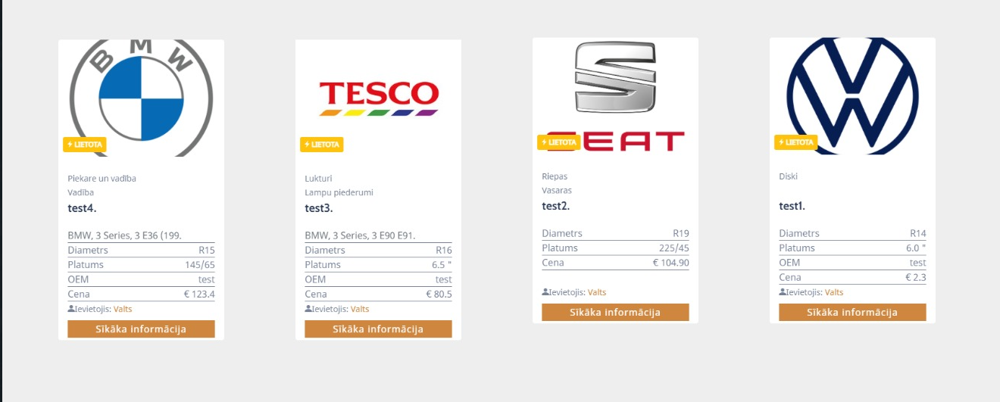 BMW
LIETOTA
Piekare un vadība
Vadība
test4.
BMW, 3 Series, 3 E36 (199.
Diametrs R15
Platums 145/65
OEM test
Cena € 123.4
Ievietojis: Valts
Sīkāka informācija
TESCO
LIETOTA
Lukturi
Lampu piederumi
test3.
BMW, 3 Series, 3 E90 E91.
Diametrs R16
Platums 6.5 "
OEM test
Cena € 80.5
Ievietojis: Valts
Sīkāka informācija
SEAT
LIETOTA
Riepas
Vasaras
test2.
Diametrs R19
Platums 225/45
Cena € 104.90
Ievietojis: Valts
Sīkāka informācija
VW
LIETOTA
Diski
test1.
Diametrs R14
Platums 6.0 "
OEM test
Cena € 2.3
Ievietojis: Valts
Sīkāka informācija